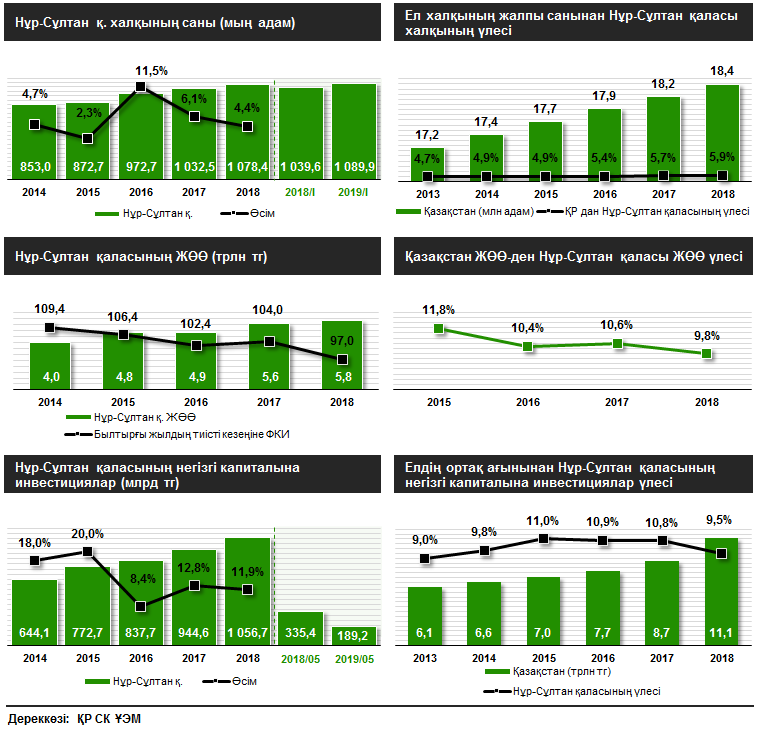 Нұр-Сұлтан қ. халқының саны (мың адам)
4,7% 2,3% 11,5% 6,1% 4,4%
853,0 872,7 972,7 1 032,5 1 078,4 1 039,6 1 089,9
2014 2015 2016 2017 2018 2018/I 2019/I
Нұр-Сұлтан қ. Өсім
Ел халқының жалпы санынан Нұр-Сұлтан қаласы
халқының үлесі
17,2 17,4 17,7 17,9 18,2 18,4
4,7% 4,9% 4,9% 5,4% 5,7% 5,9%
2013 2014 2015 2016 2017 2018
Қазақстан (млн адам) ҚР дан Нұр-Сұлтан қаласының үлесі
Нұр-Сұлтан қаласының ЖӨӨ (трлн тг)
109,4 106,4 102,4 104,0 97,0
4,0 4,8 4,9 5,6 5,8
2014 2015 2016 2017 2018
Нұр-Сұлтан қ. ЖӨӨ
Былтырғы жылдың тиісті кезеңіне ФКИ
Қазақстан ЖӨӨ-ден Нұр-Сұлтан қаласы ЖӨӨ үлесі
11,8% 10,4% 10,6% 9,8%
2015 2016 2017 2018
Нұр-Сұлтан қаласының негізгі капиталына
инвестициялар (млрд тг)
18,0% 20,0% 8,4% 12,8% 11,9%
644,1 772,7 837,7 944,6 1 056,7 335,4 189,2
2014 2015 2016 2017 2018 2018/05 2019/05
Нұр-Сұлтан қ. Өсім
Елдің ортақ ағынынан Нұр-Сұлтан қаласының
негізгі капиталына инвестициялар үлесі
9,0% 9,8% 11,0% 10,9% 10,8% 9,5%
6,1 6,6 7,0 7,7 8,7 11,1
2013 2014 2015 2016 2017 2018
Қазақстан (трлн тг)
Нұр-Сұлтан қаласының үлесі
Дереккөзі: ҚР СК ҰЭМ